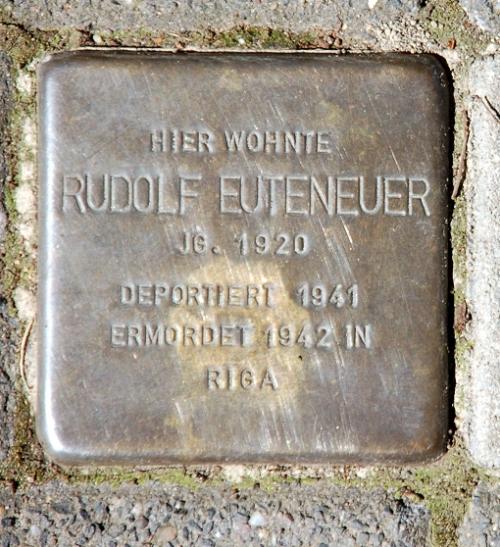 HIER WOHNTE
RUDOLF EUTENEUER
JG. 1920
DEPORTIERT 1941
ERMORDET 1942 IN
RIGA